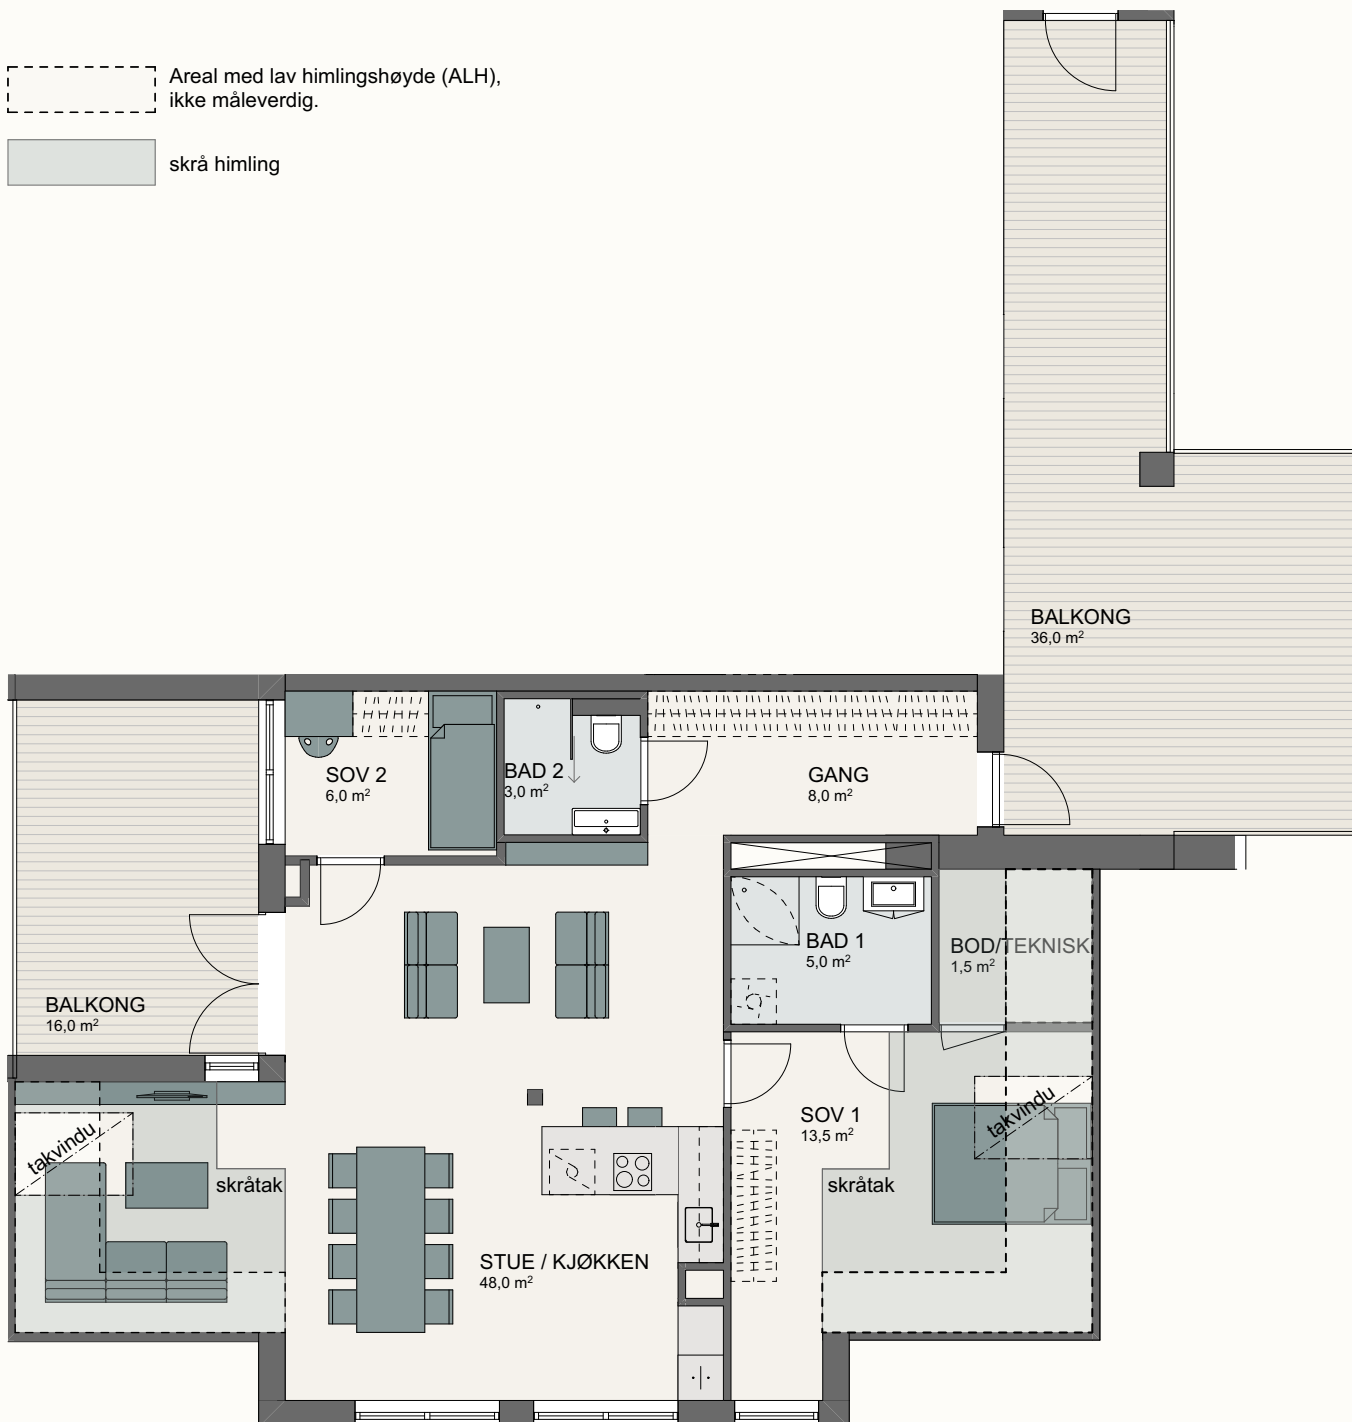 Areal med lav himlingshøyde (ALH),
ikke måleverdig.
skrå himling
BALKONG
36,0 m²
SOV 2
6,0 m²
BAD 2
3,0 m²
GANG
8,0 m²
BAD 1
5,0 m²
BOD/TEKNISK
1,5 m²
BALKONG
16,0 m²
takvindu
skråtak
SOV 1
13,5 m²
takvindu
skråtak
STUE / KJØKKEN
48,0 m²